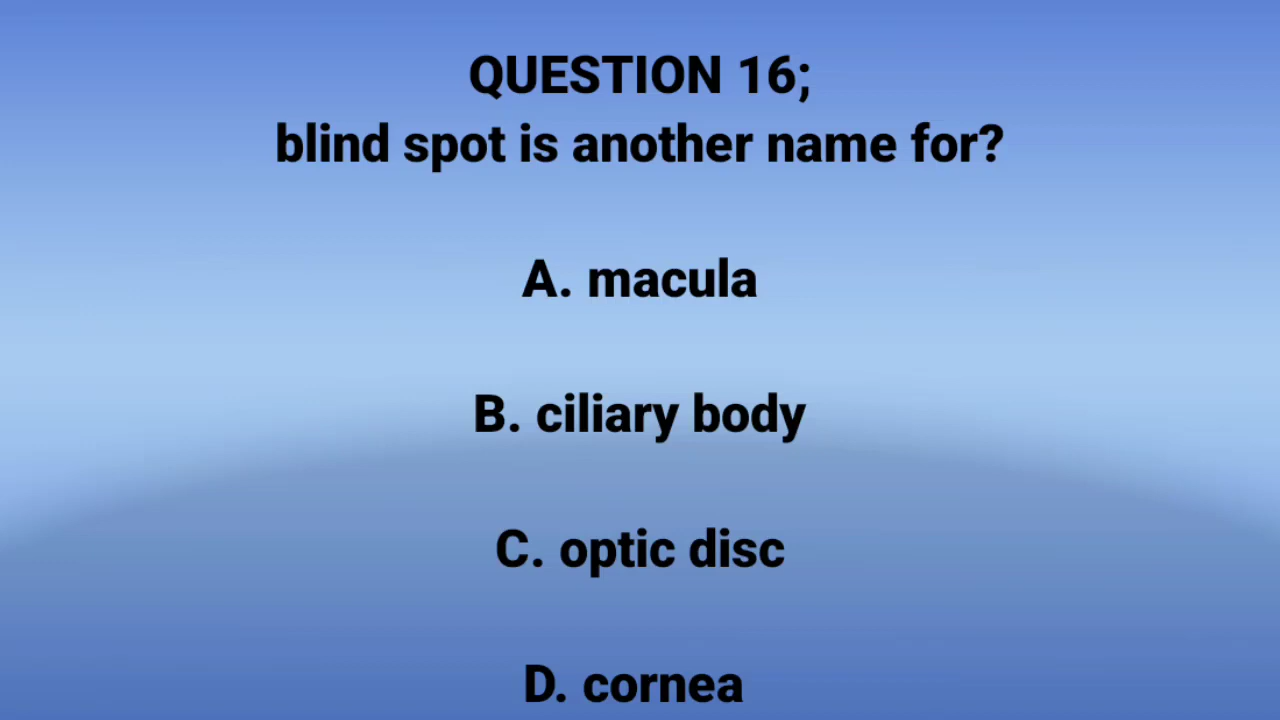 QUESTION 16;
blind spot is another name for?
A. macula
B. ciliary body
C. optic disc
D. cornea